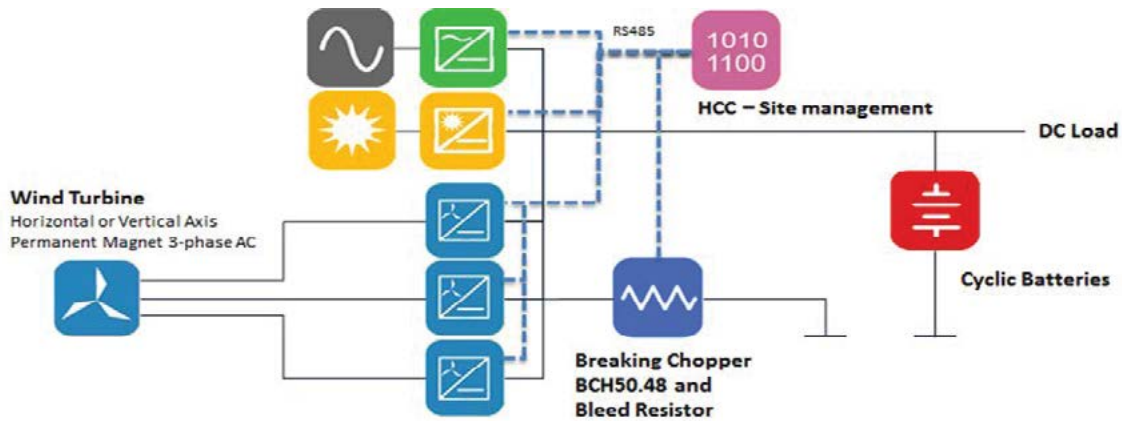 RS485
1010
1100
HCC – Site management
DC Load
Wind Turbine
Horizontal or Vertical Axis
Permanent Magnet 3-phase AC
Cyclic Batteries
Breaking Chopper
BCH50.48 and
Bleed Resistor